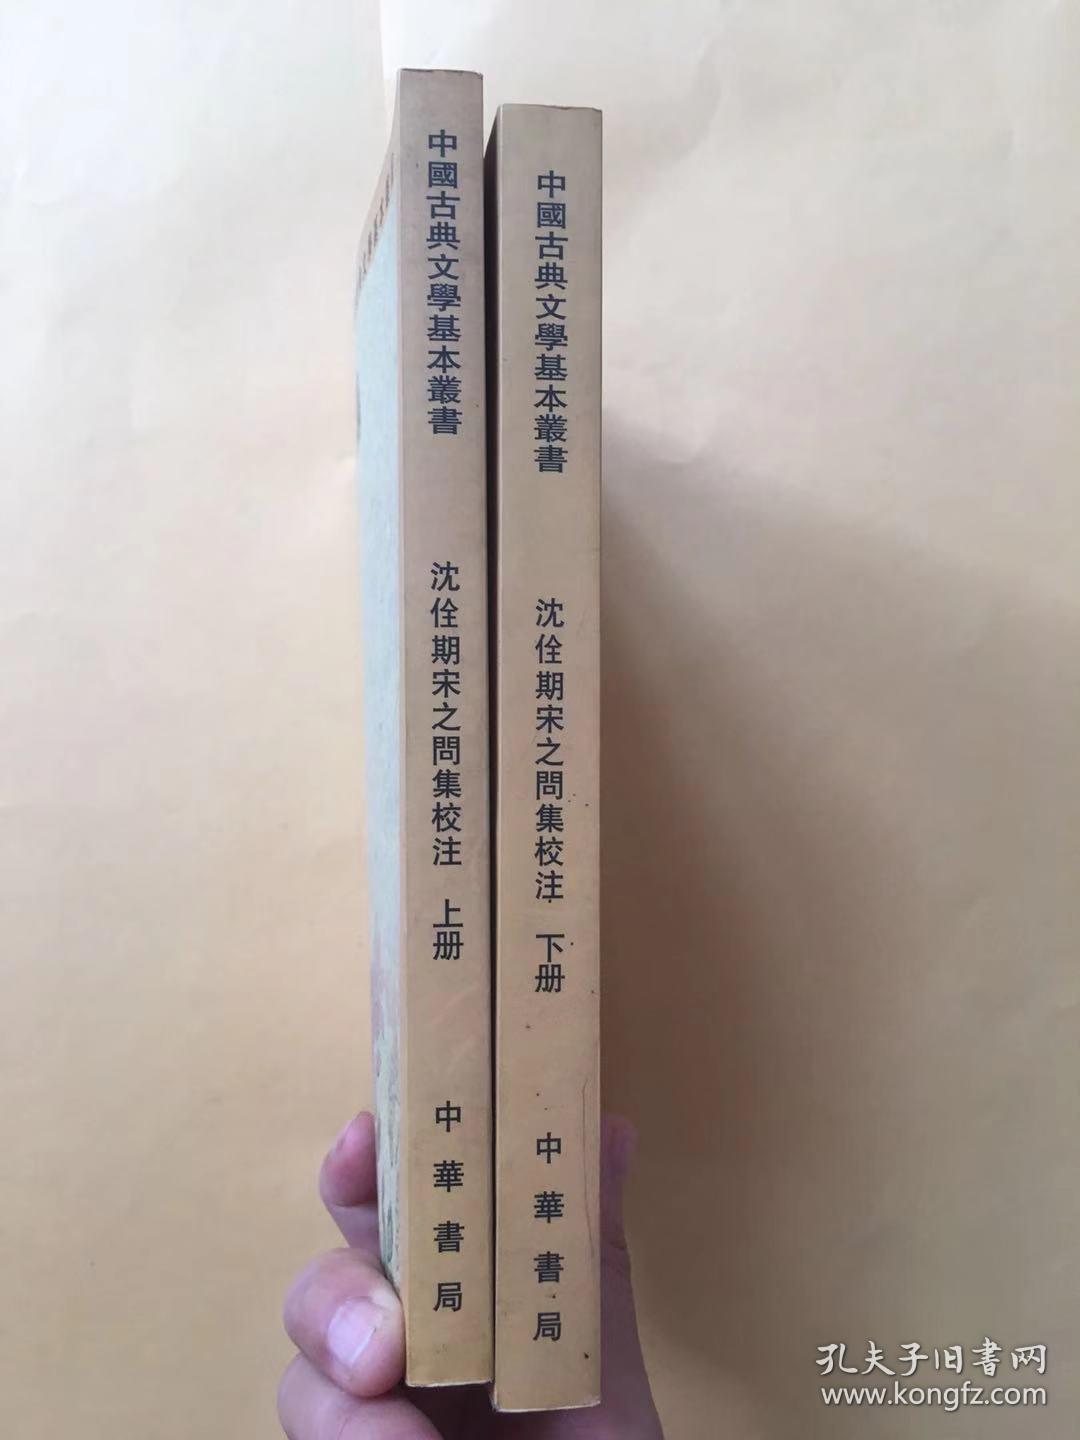 中國古典文學基本叢書
沈佺期宋之問集校注 上册
中華書局
中國古典文學基本叢書
沈佺期宋之問集校注 下册
中華書局
孔夫子旧書网
www.kongfz.com